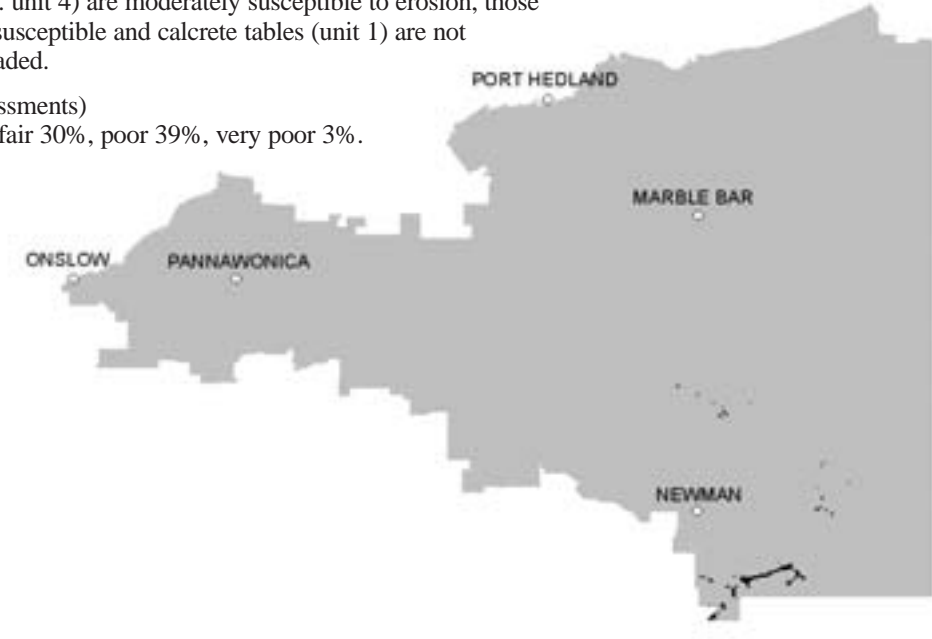 . unit 4) are moderately susceptible to erosion, those
susceptible and calcrete tables (unit 1) are not
aded.
ssments)
fair 30%, poor 39%, very poor 3%.
PORT HEDLAND
MARBLE BAR
ONSLOW
PANNAWONICA
NEWMAN